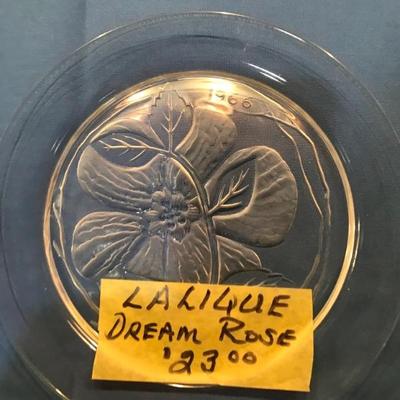 1966
LALIQUE
DREAM ROSE
$23.00